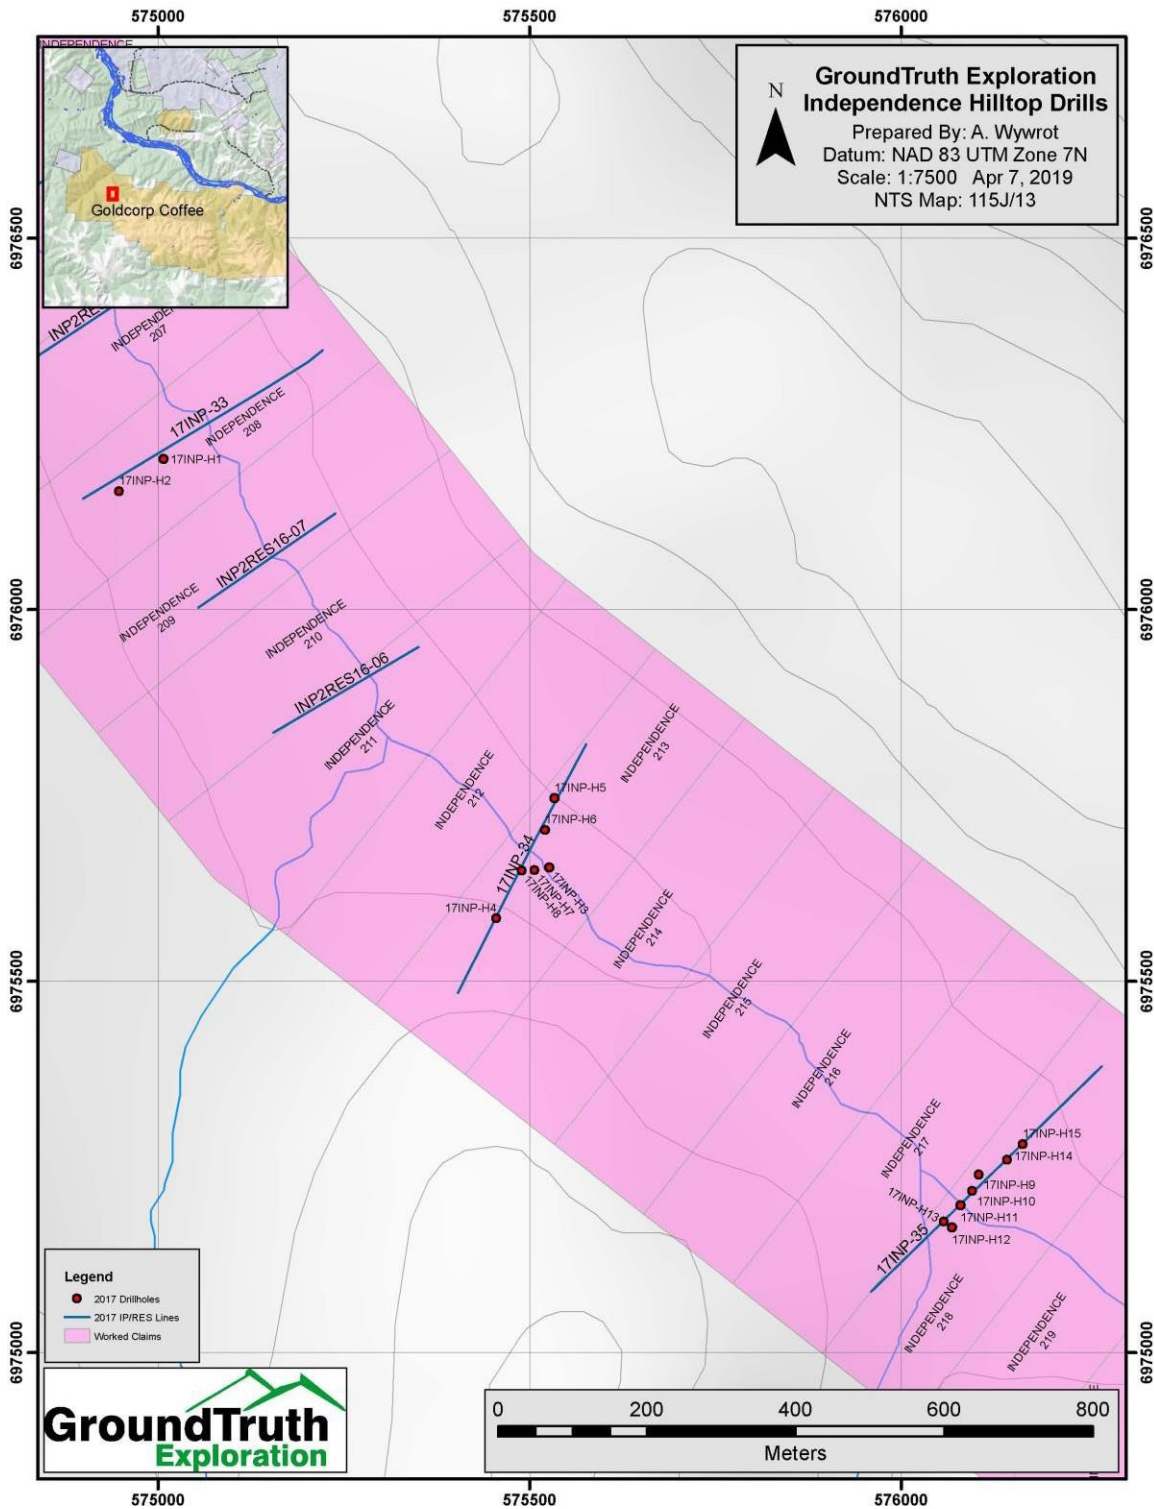 575000
575500
576000
INDEPENDENCE
Goldcorp Coffee
N
GroundTruth Exploration
Independence Hilltop Drills
Prepared By: A. Wywrot
Datum: NAD 83 UTM Zone 7N
Scale: 1:7500 Apr 7, 2019
NTS Map: 115J/13
6976500
6976500
INP2RES
INDEPENDEN
207
17INP-33
INDEPENDENCE
208
17INP-H1
17INP-H2
INP2RES16-07
6976000
6976000
INDEPENDENCE
209
INDEPENDENCE
210
INP2RES16-06
INDEPENDENCE
211
INDEPENDENCE
212
INDEPENDENCE
213
17INP-H5
17INP-H6
17INP-34
17INP-H3
17INP-H7
17INP-H8
17INP-H4
INDEPENDENCE
214
6975500
6975500
INDEPENDENCE
215
INDEPENDENCE
216
INDEPENDENCE
217
17INP-H15
17INP-H14
17INP-H9
17INP-H10
17INP-H11
17INP-H13
17INP-H12
17INP-35
INDEPENDENCE
218
INDEPENDENCE
219
6975000
6975000
Legend
2017 Drillholes
2017 IP/RES Lines
Worked Claims
GroundTruth
Exploration
0
200
400
600
800
Meters
575000
575500
576000